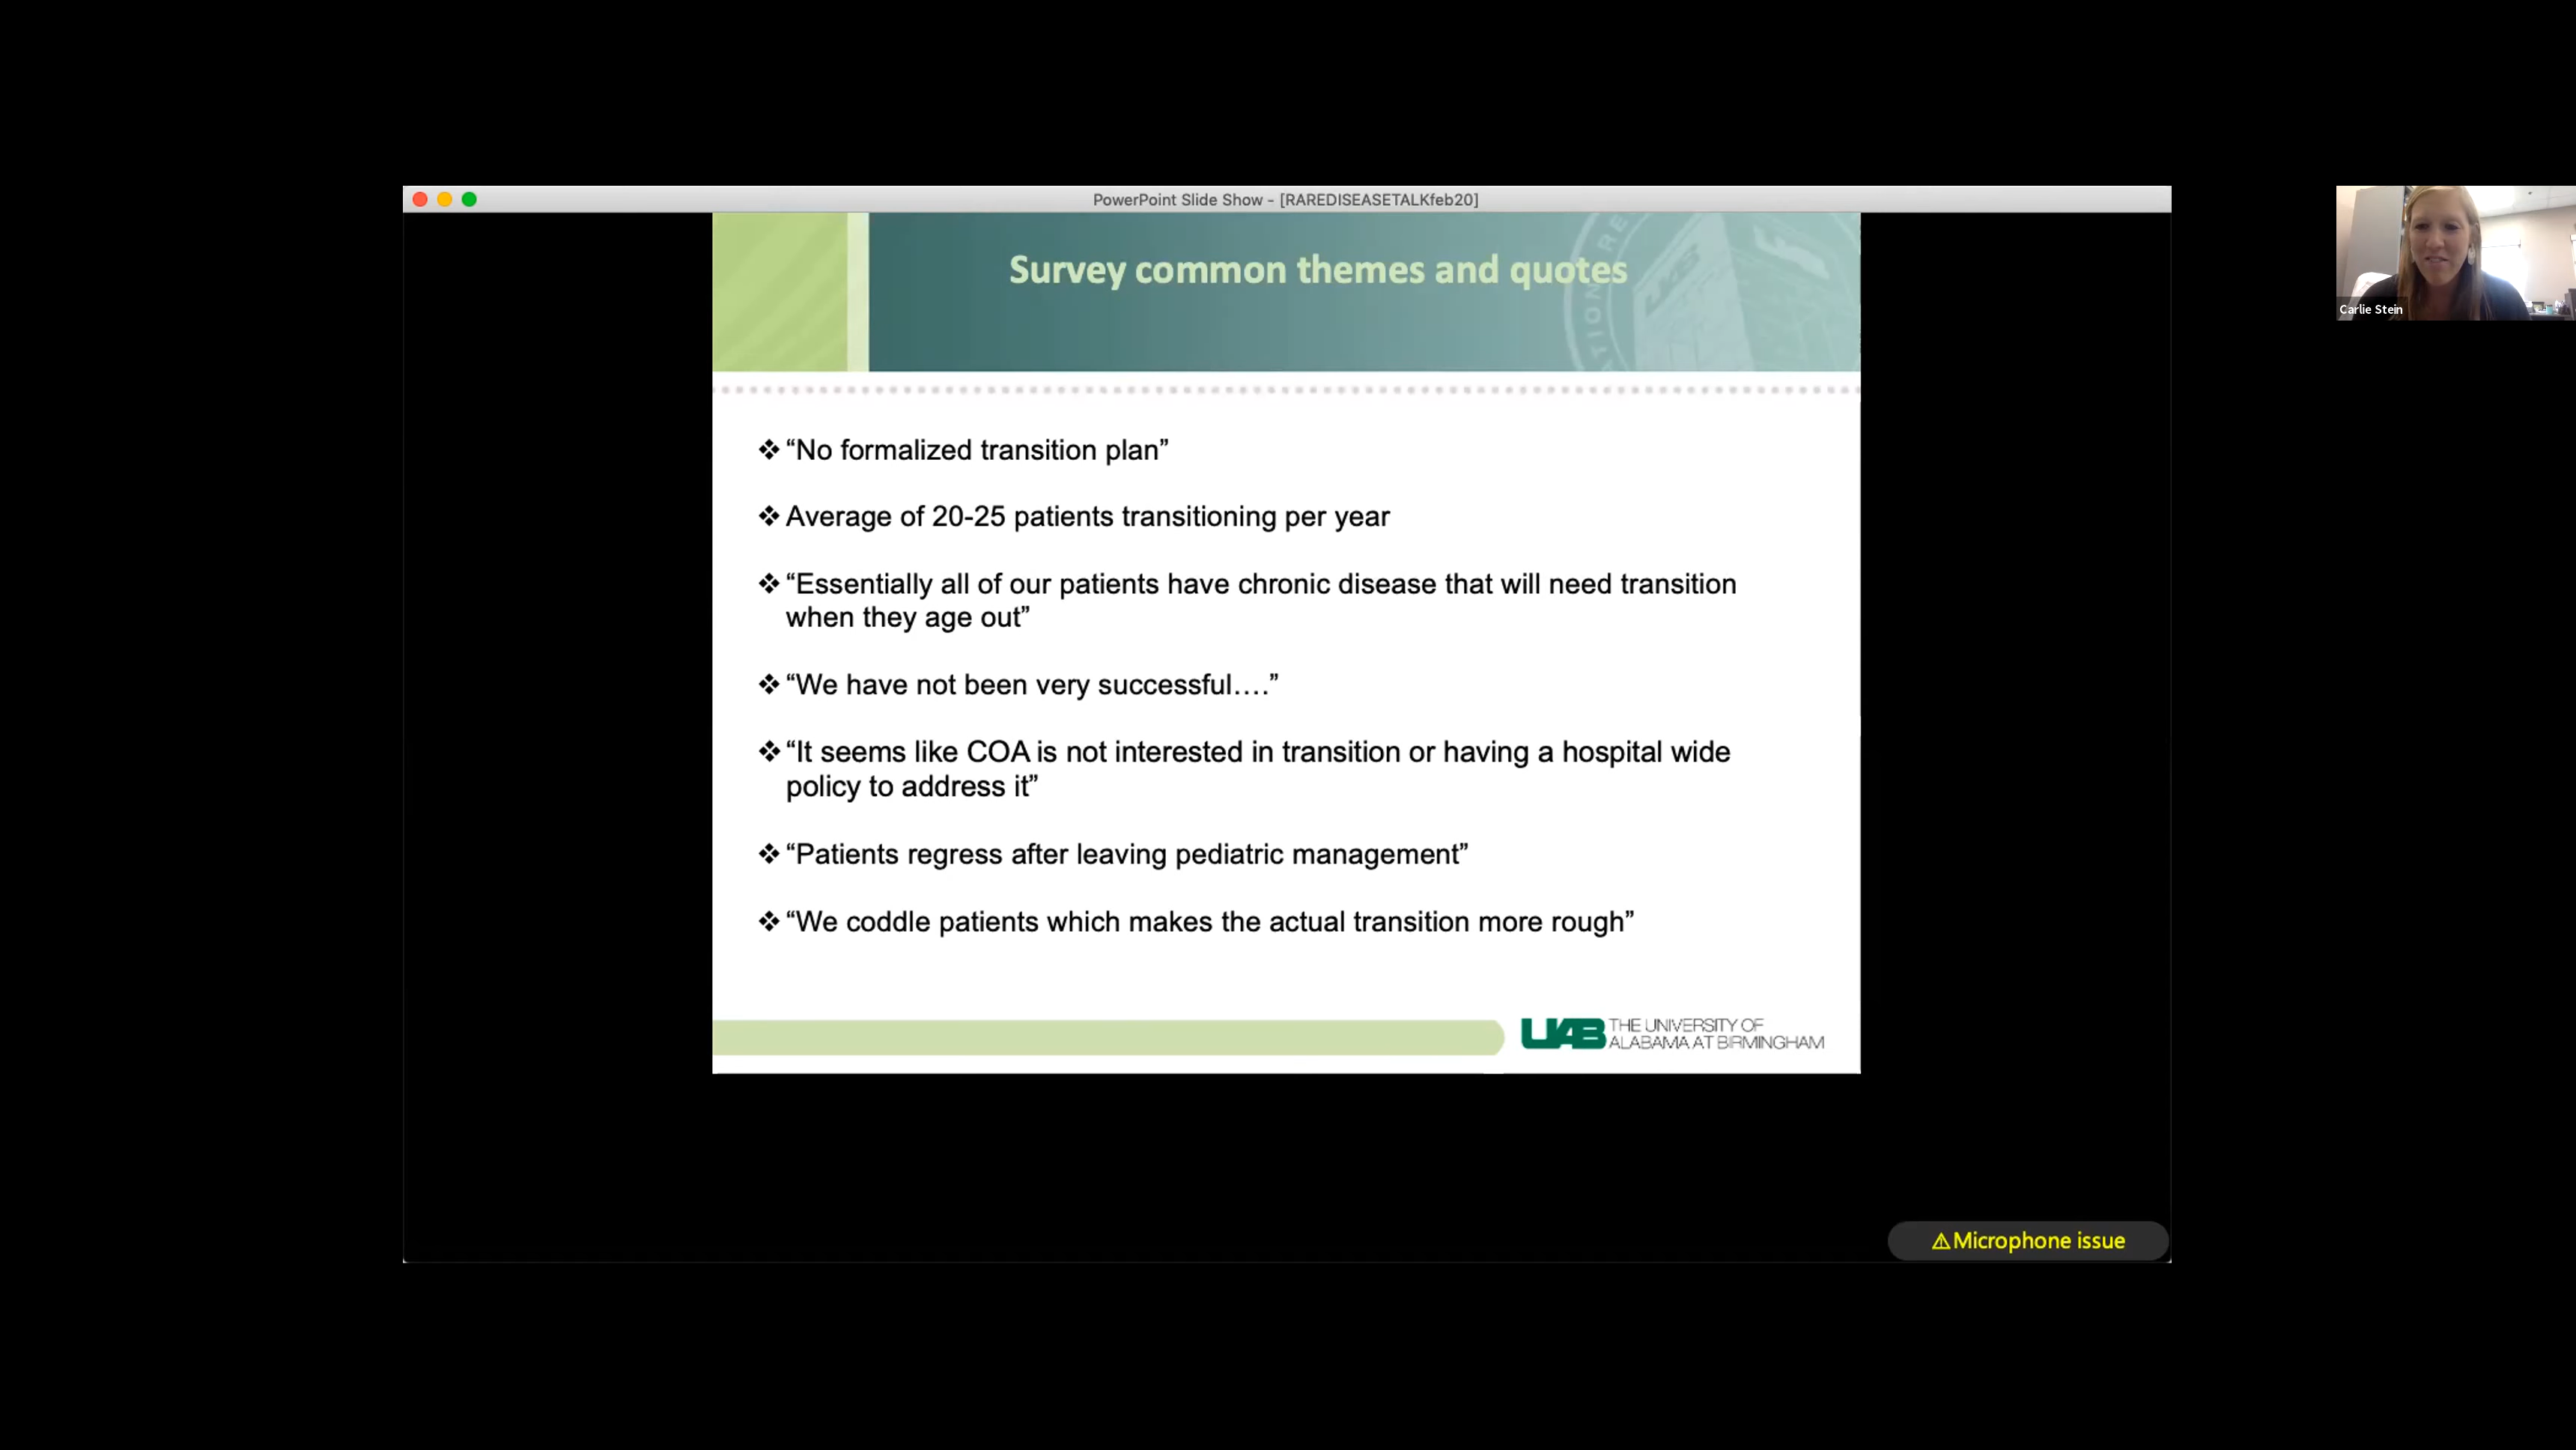 PowerPoint Slide Show - [RAREDISEASETALKfeb20]
Survey common themes and quotes
❖ “No formalized transition plan”
❖ Average of 20-25 patients transitioning per year
❖ “Essentially all of our patients have chronic disease that will need transition
when they age out”
❖ “We have not been very successful….”
❖ “It seems like COA is not interested in transition or having a hospital wide
policy to address it”
❖ “Patients regress after leaving pediatric management”
❖ “We coddle patients which makes the actual transition more rough”
UAB THE UNIVERSITY OF
ALABAMA AT BIRMINGHAM
Carlie Stein
⚠Microphone issue